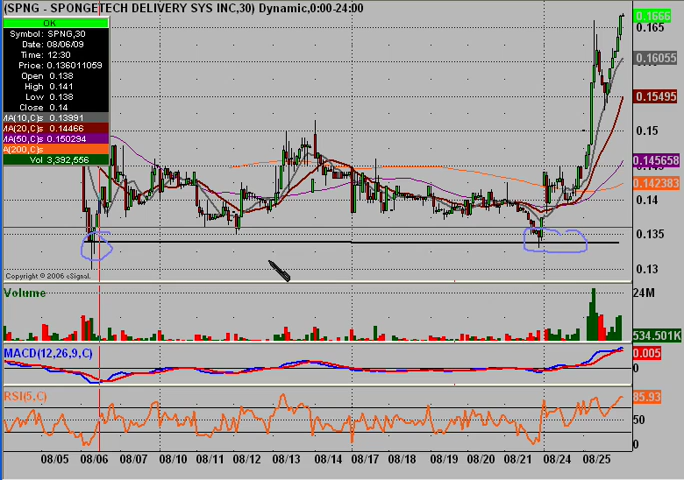 (SPNG - SPONGETECH DELIVERY SYS INC,30) Dynamic,0:00-24:00
OK
Symbol: SPNG,30
Date: 08/06/09
Time: 12:30
Price: 0.136011059
Open 0.138
High 0.141
Low 0.138
Close 0.14
MA(10,C)s 0.13991
MA(20,C)s 0.14466
MA(50,C)s 0.150294
MA(200,C)s
Vol 3,392,556
0.1656
0.165
0.16055
0.15495
0.15
0.145658
0.142383
0.14
0.135
0.13
Copyright © 2006 eSignal.
Volume
24M
534.501K
MACD(12,26,9,C)
0.005
0
RSI(5,C)
85.93
50
0
08/05 08/06 08/07 08/10 08/11 08/12 08/13 08/14 08/17 08/18 08/19 08/20 08/21 08/24 08/25